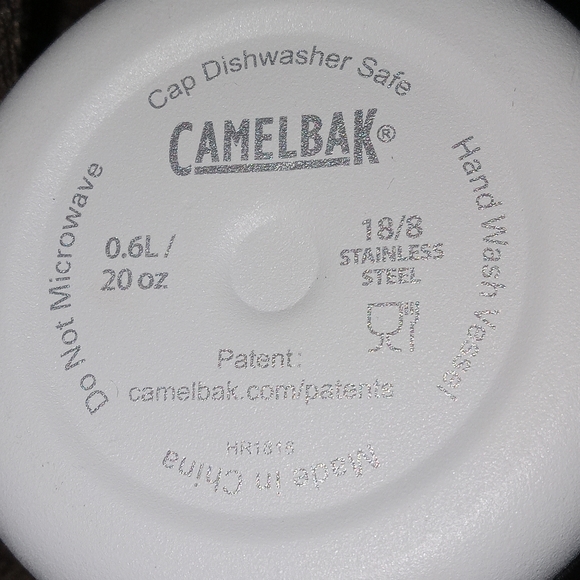 Cap Dishwasher Safe
CAMELBAK®
Do Not Microwave
0.6L/
20 oz
18/8
STAINLESS
STEEL
Hand Wash Vessel
Patent:
camelbak.com/patents
HR1818
Made in China